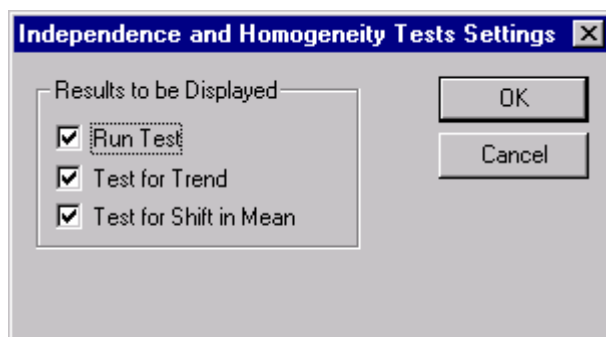 Independence and Homogeneity Tests Settings
Results to be Displayed
Run Test
Test for Trend
Test for Shift in Mean
OK
Cancel